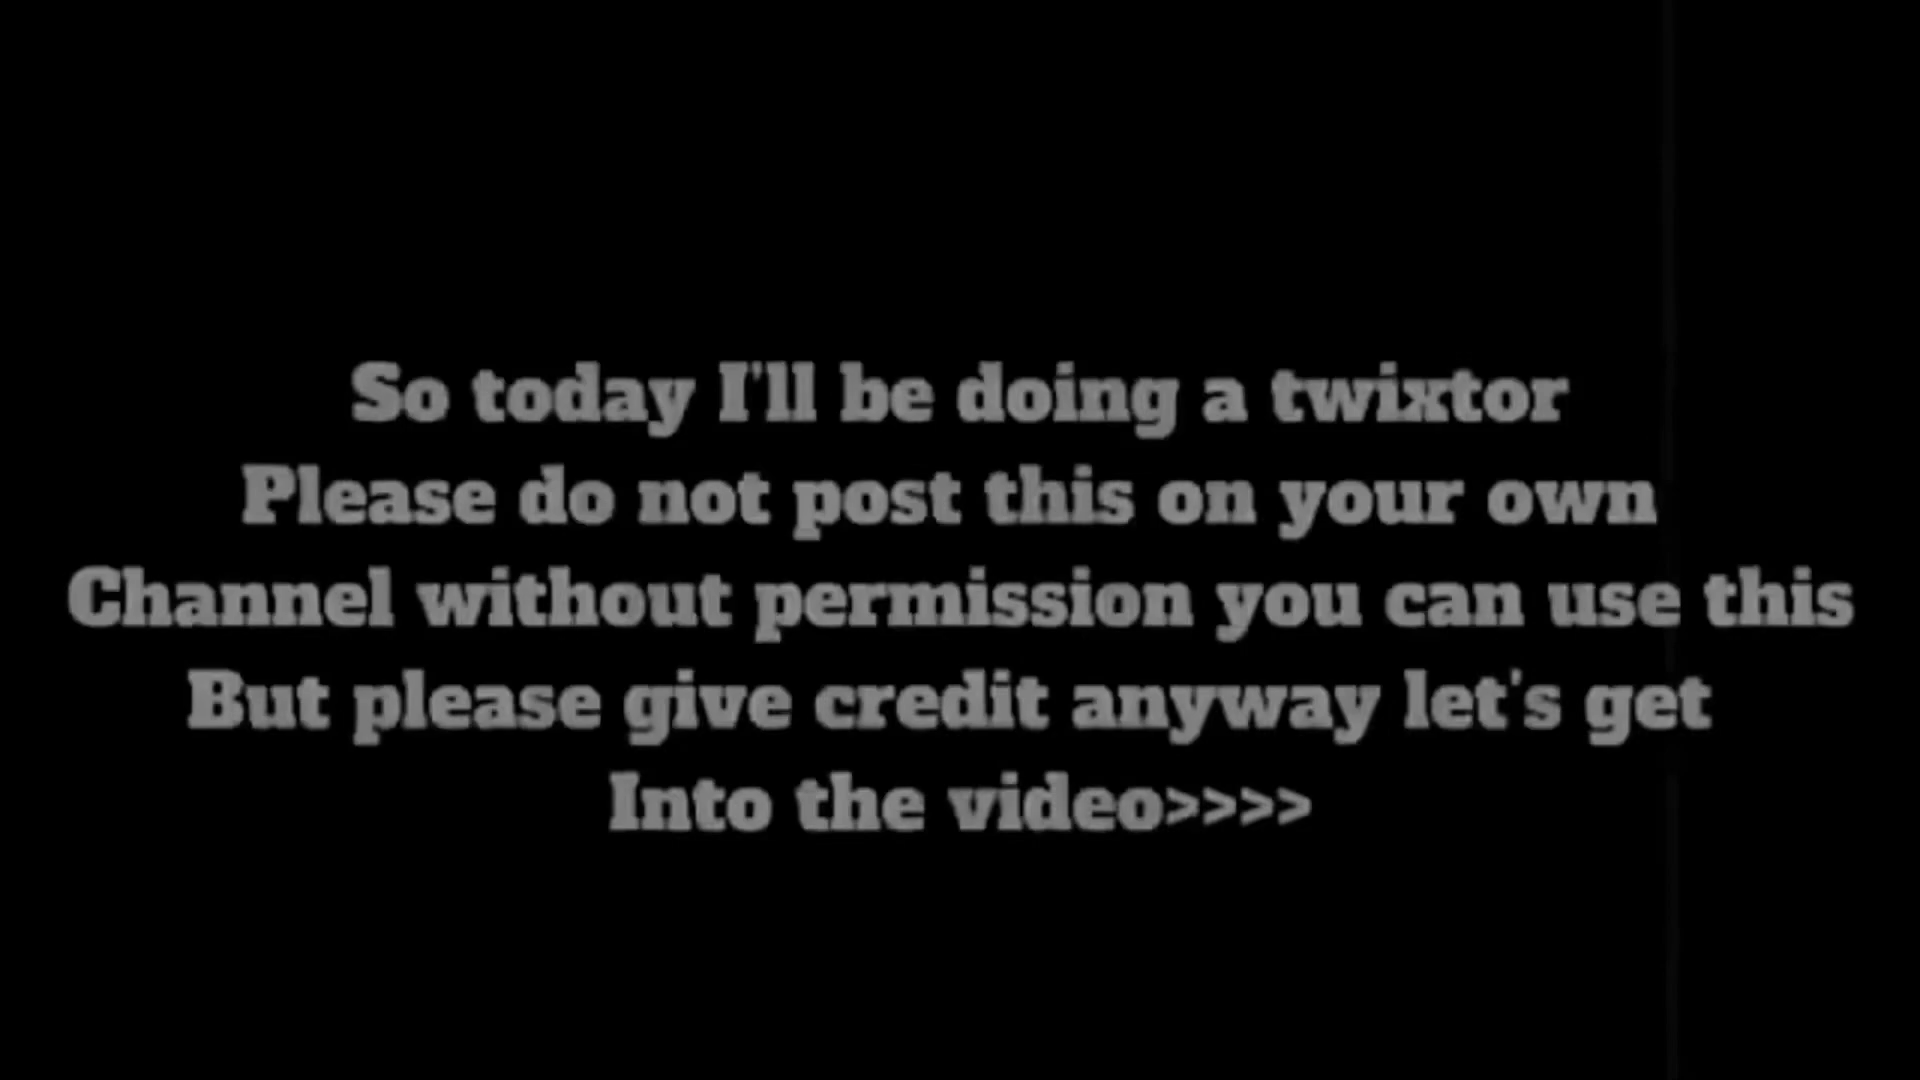 So today I'll be doing a twixtor
Please do not post this on your own
Channel without permission you can use this
But please give credit anyway let's get
Into the video>>>>